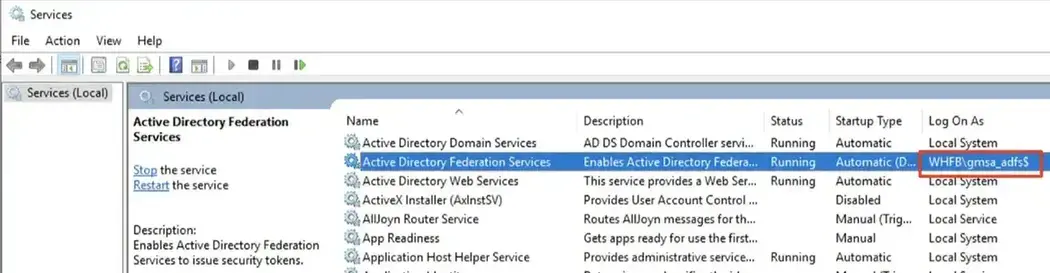 Services
File Action View Help
Services (Local)
Services (Local)
Active Directory Federation
Services
Stop the service
Restart the service
Description:
Enables Active Directory Federation
Services to issue security tokens.
Name Description Status Startup Type Log On As
Active Directory Domain Services AD DS Domain Controller servi... Running Automatic Local System
Active Directory Federation Services Enables Active Directory Federa... Running Automatic (D... WHFB\gmsa_adfs$
Active Directory Web Services This service provides a Web Ser... Running Automatic Local System
ActiveX Installer (AxInstSV) Provides User Account Control ... Disabled Local System
AllJoyn Router Service Routes AllJoyn messages for the... Manual (Trig... Local Service
App Readiness Gets apps ready for use the first... Manual Local System
Application Host Helper Service Provides administrative service... Running Automatic Local System